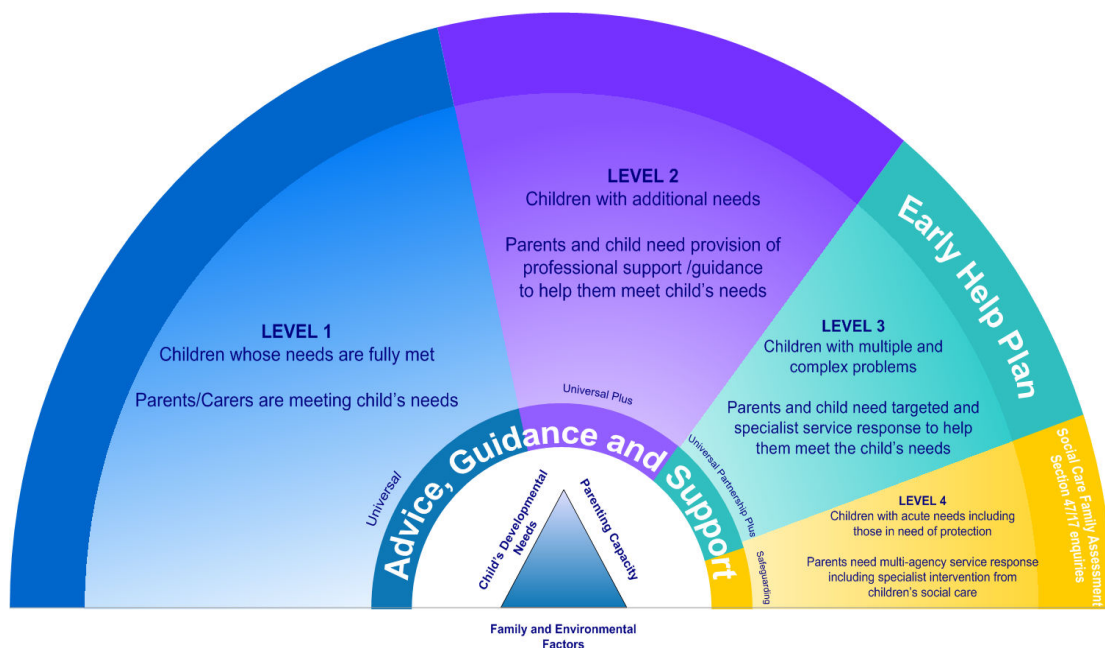 LEVEL 1
Children whose needs are fully met
Parents/Carers are meeting child's needs
Universal
LEVEL 2
Children with additional needs
Parents and child need provision of
professional support /guidance
to help them meet child's needs
Universal Plus
Early Help Plan
LEVEL 3
Children with multiple and
complex problems
Parents and child need targeted and
specialist service response to help
them meet the child's needs
Universal Partnership Plus
Social Care Family Assessment
Section 47/17 enquiries
LEVEL 4
Children with acute needs including
those in need of protection
Parents need multi-agency service response
including specialist intervention from
children's social care
Safeguarding
Advice, Guidance and Support
Child's Developmental
Needs
Parenting Capacity
Family and Environmental
Factors